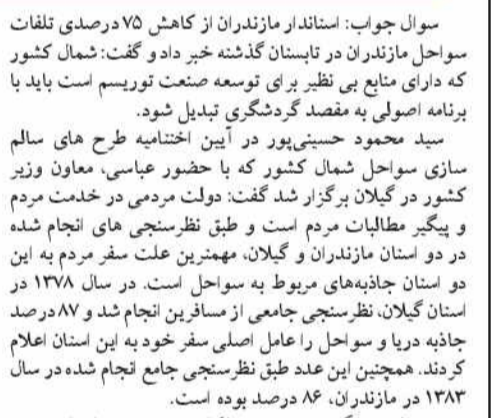 سوال جواب: استاندار مازندران از کاهش ۷۵ درصدی تلفات
سواحل مازندران در تابستان گذشته خبر داد و گفت: شمال کشور
که دارای منابع بی نظیر برای توسعه صنعت توریسم است باید با
برنامه اصولی به مقصد گردشگری تبدیل شود.
سید محمود حسینی‌پور در آیین اختتامیه طرح های سالم
سازی سواحل شمال کشور که با حضور عباسی، معاون وزیر
کشور در گیلان برگزار شد گفت: دولت مردمی در خدمت مردم
و پیگیر مطالبات مردم است و طبق نظرسنجی های انجام شده
در دو استان مازندران و گیلان، مهمترین علت سفر مردم به این
دو استان جاذبه‌های مربوط به سواحل است. در سال ۱۳۷۸ در
استان گیلان، نظرسنجی جامعی از مسافرین انجام شد و ۸۷ درصد
جاذبه دریا و سواحل را عامل اصلی سفر خود به این استان اعلام
کردند. همچنین این عدد طبق نظرسنجی جامع انجام شده در سال
۱۳۸۳ در مازندران، ۸۶ درصد بوده است.